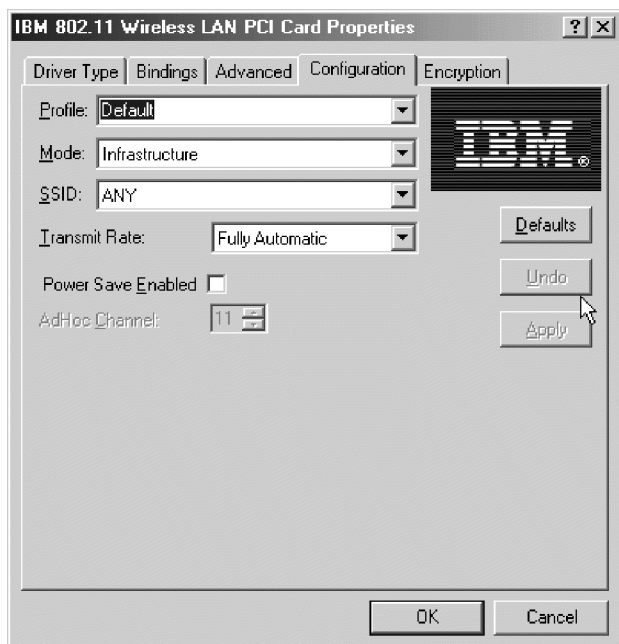 IBM 802.11 Wireless LAN PCI Card Properties
Driver Type Bindings Advanced Configuration Encryption
Profile: Default
IBM®
Mode: Infrastructure
SSID: ANY
Defaults
Transmit Rate: Fully Automatic
Undo
Power Save Enabled
AdHoc Channel: 11
Apply
OK Cancel